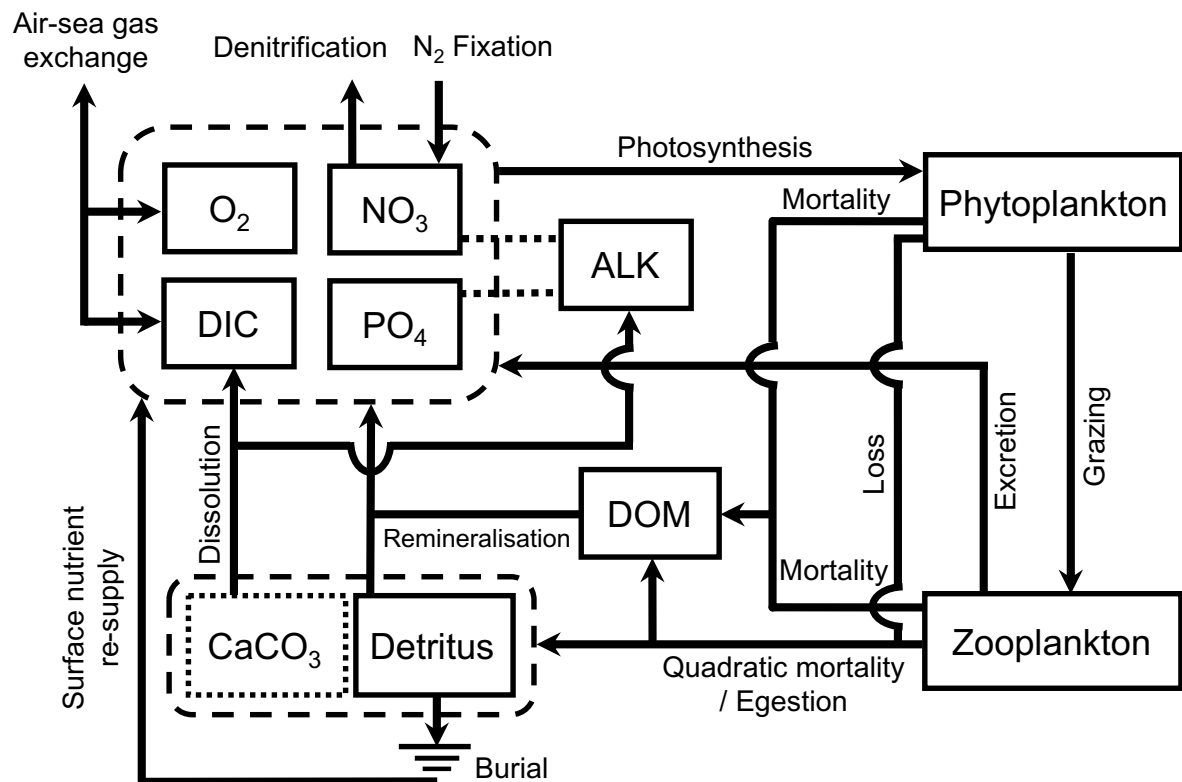 Air-sea gas
exchange
Denitrification
N₂ Fixation
Photosynthesis
Phytoplankton
Mortality
O₂
NO₃
ALK
DIC
PO₄
Dissolution
Loss
Excretion
Grazing
Surface nutrient
re-supply
Remineralisation
DOM
Mortality
CaCO₃
Detritus
Zooplankton
Quadratic mortality
/ Egestion
Burial